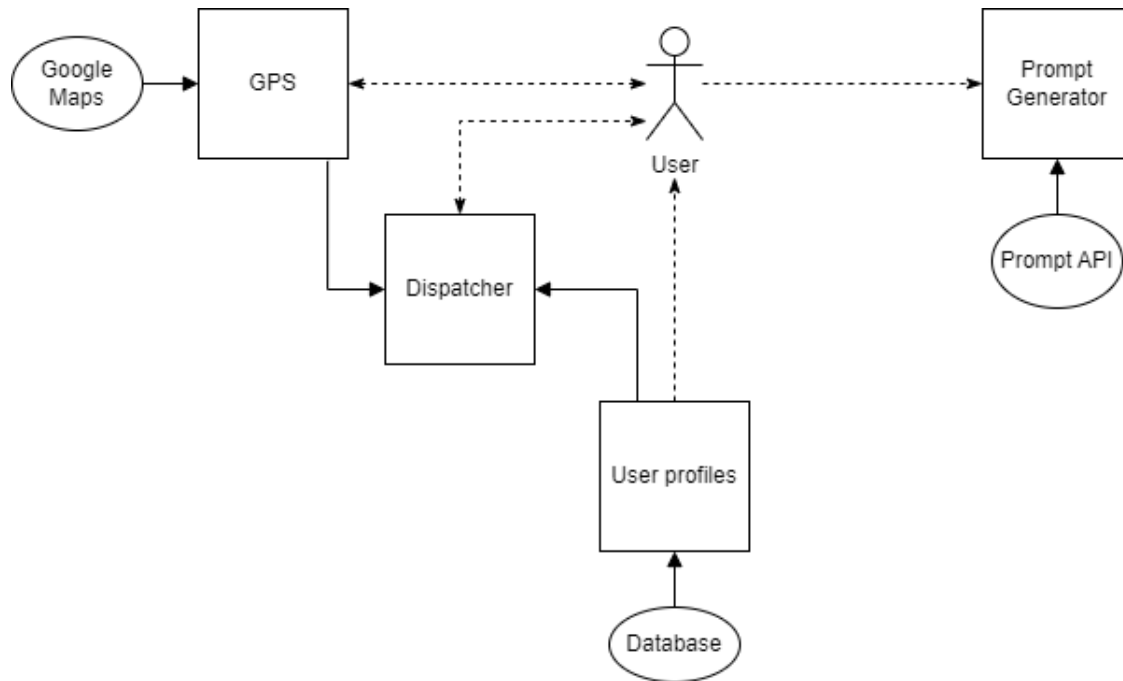 Google
Maps
GPS
User
Prompt
Generator
Prompt API
Dispatcher
User profiles
Database